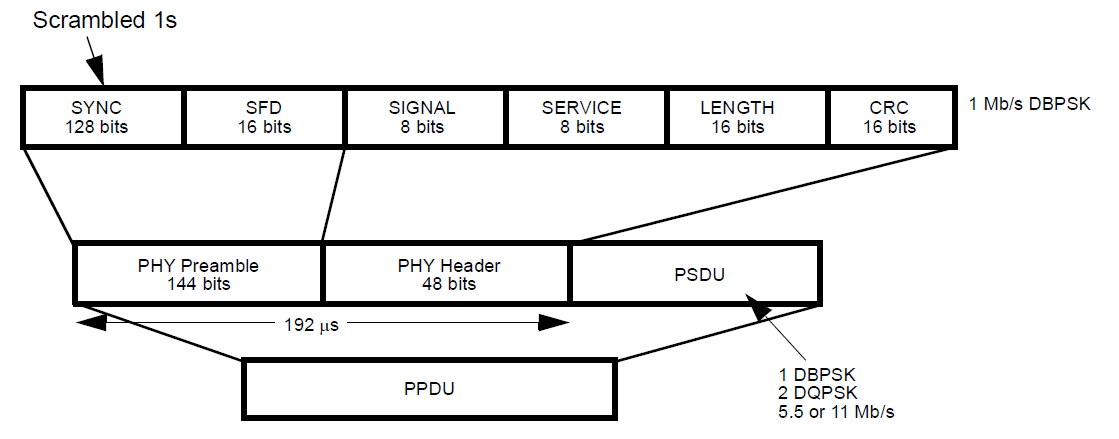 Scrambled 1s
SYNC
128 bits
SFD
16 bits
SIGNAL
8 bits
SERVICE
8 bits
LENGTH
16 bits
CRC
16 bits
1 Mb/s DBPSK
PHY Preamble
144 bits
PHY Header
48 bits
PSDU
192 μs
PPDU
1 DBPSK
2 DQPSK
5.5 or 11 Mb/s